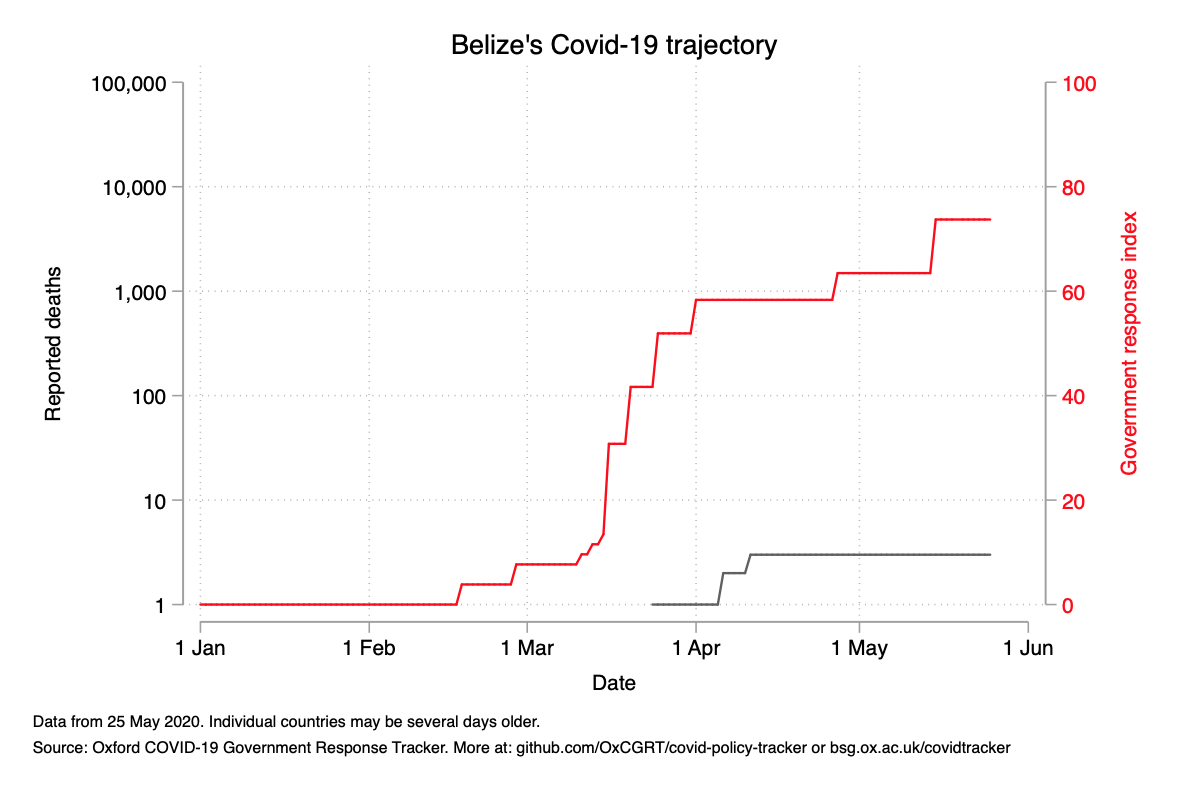 Belize's Covid-19 trajectory
100,000
10,000
1,000
100
10
1
Reported deaths
100
80
60
40
20
0
Government response index
1 Jan
1 Feb
1 Mar
1 Apr
1 May
1 Jun
Date
Data from 25 May 2020. Individual countries may be several days older.
Source: Oxford COVID-19 Government Response Tracker. More at: github.com/OxCGRT/covid-policy-tracker or bsg.ox.ac.uk/covidtracker